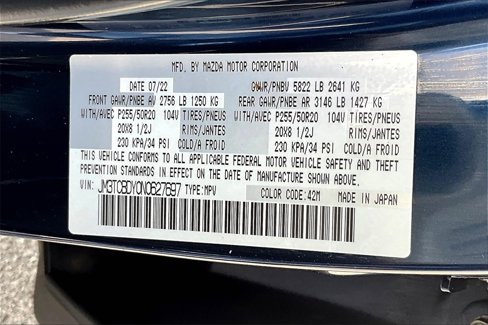 MFD. BY MAZDA MOTOR CORPORATION
DATE 07/22 GVWR/PNBV 5822 LB 2641 KG
FRONT GAWR/PNBE AV 2756 LB 1250 KG REAR GAWR/PNBE AR 3146 LB 1427 KG
WITH/AVEC P255/50R20 104V TIRES/PNEUS WITH/AVEC P255/50R20 104V TIRES/PNEUS
20X8 1/2J RIMS/JANTES 20X8 1/2J RIMS/JANTES
230 KPA/34 PSI COLD/A FROID 230 KPA/34 PSI COLD/A FROID
THIS VEHICLE CONFORMS TO ALL APPLICABLE FEDERAL MOTOR VEHICLE SAFETY AND THEFT
PREVENTION STANDARDS IN EFFECT ON THE DATE OF MANUFACTURE SHOWN ABOVE.
VIN: JM3TCBDY0N0627697 TYPE: MPV COLOR CODE: 42M MADE IN JAPAN